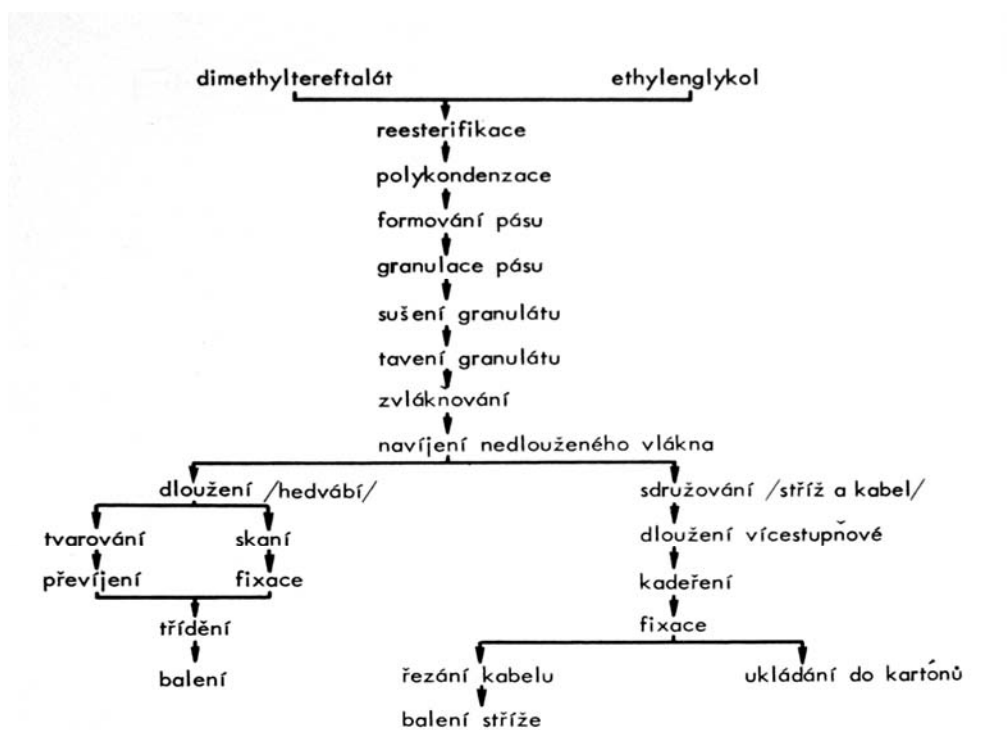 dimethyltereftalát ethylenglykol
reesterifikace
polykondenzace
formování pásu
granulace pásu
sušení granulátu
tavení granulátu
zvlákňování
navíjení nedlouženého vlákna
dloužení /hedvábí/ sdružování /stříž a kabel/
tvarování skaní dloužení vícestupňové
převíjení fixace kadeření
třídění fixace
balení řezání kabelu ukládání do kartónů
balení stříže